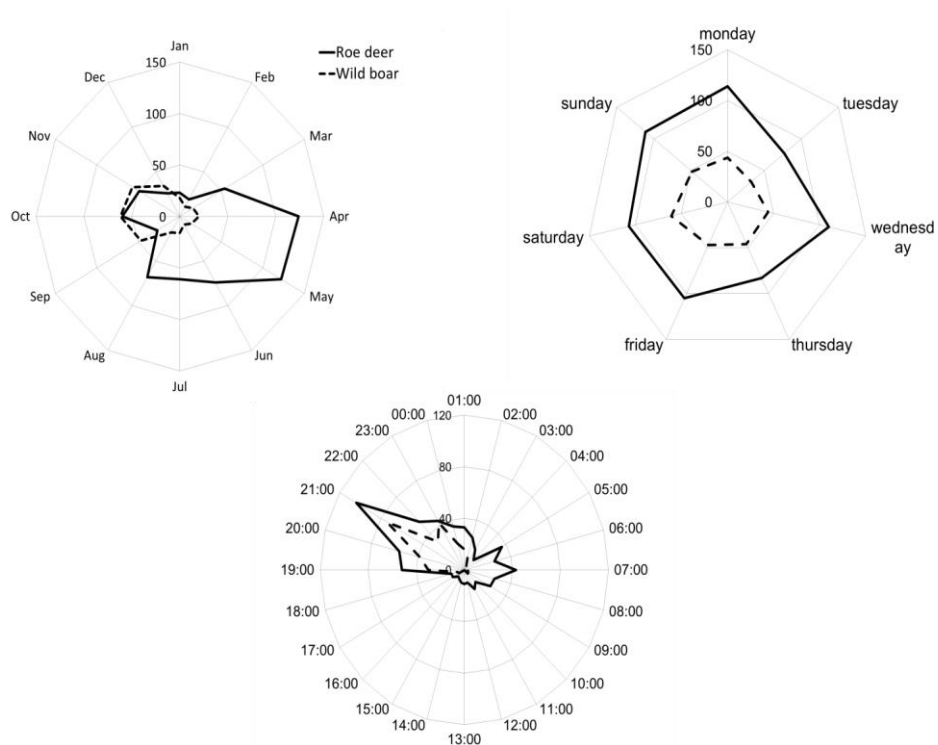 Jan
Feb
Mar
Apr
May
Jun
Jul
Aug
Sep
Oct
Nov
Dec
150
100
50
0
Roe deer
Wild boar
monday
tuesday
wednesd
ay
thursday
friday
saturday
sunday
150
100
50
0
01:00
02:00
03:00
04:00
05:00
06:00
07:00
08:00
09:00
10:00
11:00
12:00
13:00
14:00
15:00
16:00
17:00
18:00
19:00
20:00
21:00
22:00
23:00
00:00
120
80
40
0